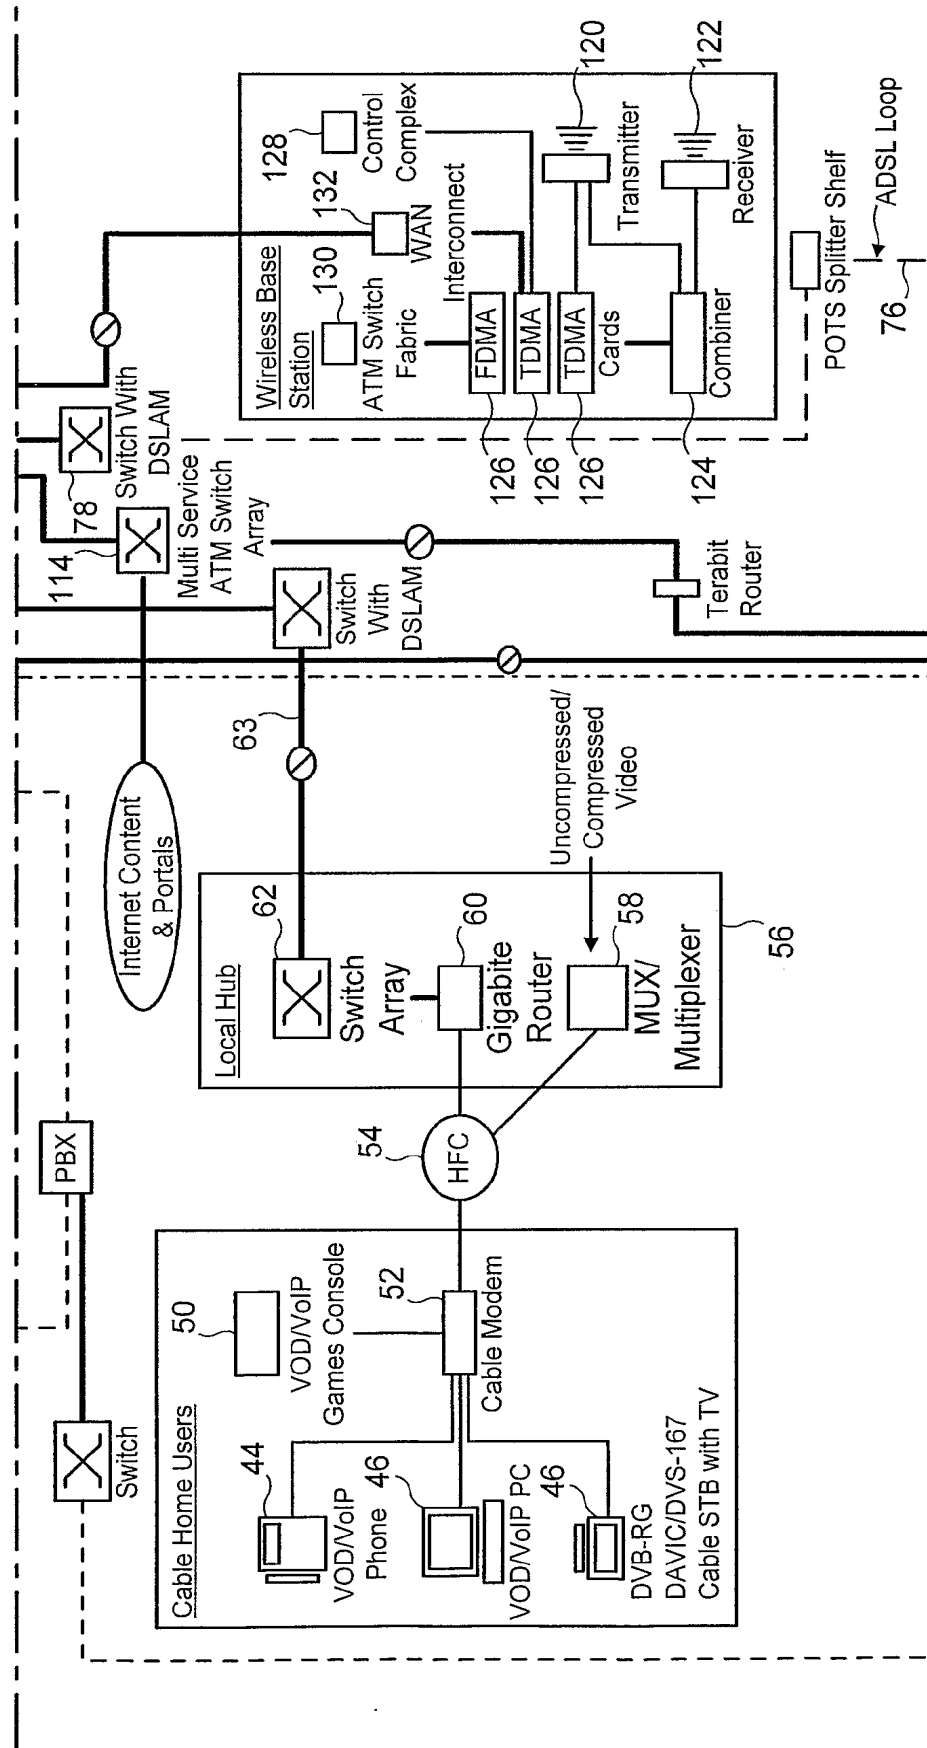 PBX
Switch
Internet Content
& Portals
114
Multi Service
ATM Switch
Array
78
Switch With
DSLAM
Switch
With
DSLAM
63
Terabit
Router
Wireless Base
Station
130
ATM Switch
Fabric
132
WAN
Interconnect
128
Control
Complex
FDMA
126
TDMA
126
TDMA
Cards
126
Combiner
124
Transmitter
120
Receiver
122
POTS Splitter Shelf
ADSL Loop
76
Cable Home Users
44
VOD/VoIP
Phone
46
VOD/VoIP PC
46
DVB-RG
DAVIC/DVS-167
Cable STB with TV
50
VOD/VoIP
Games Console
52
Cable Modem
54
HFC
Local Hub
62
Switch
Array
60
Gigabite
Router
58
MUX/
Multiplexer
56
Uncompressed/
Compressed
Video